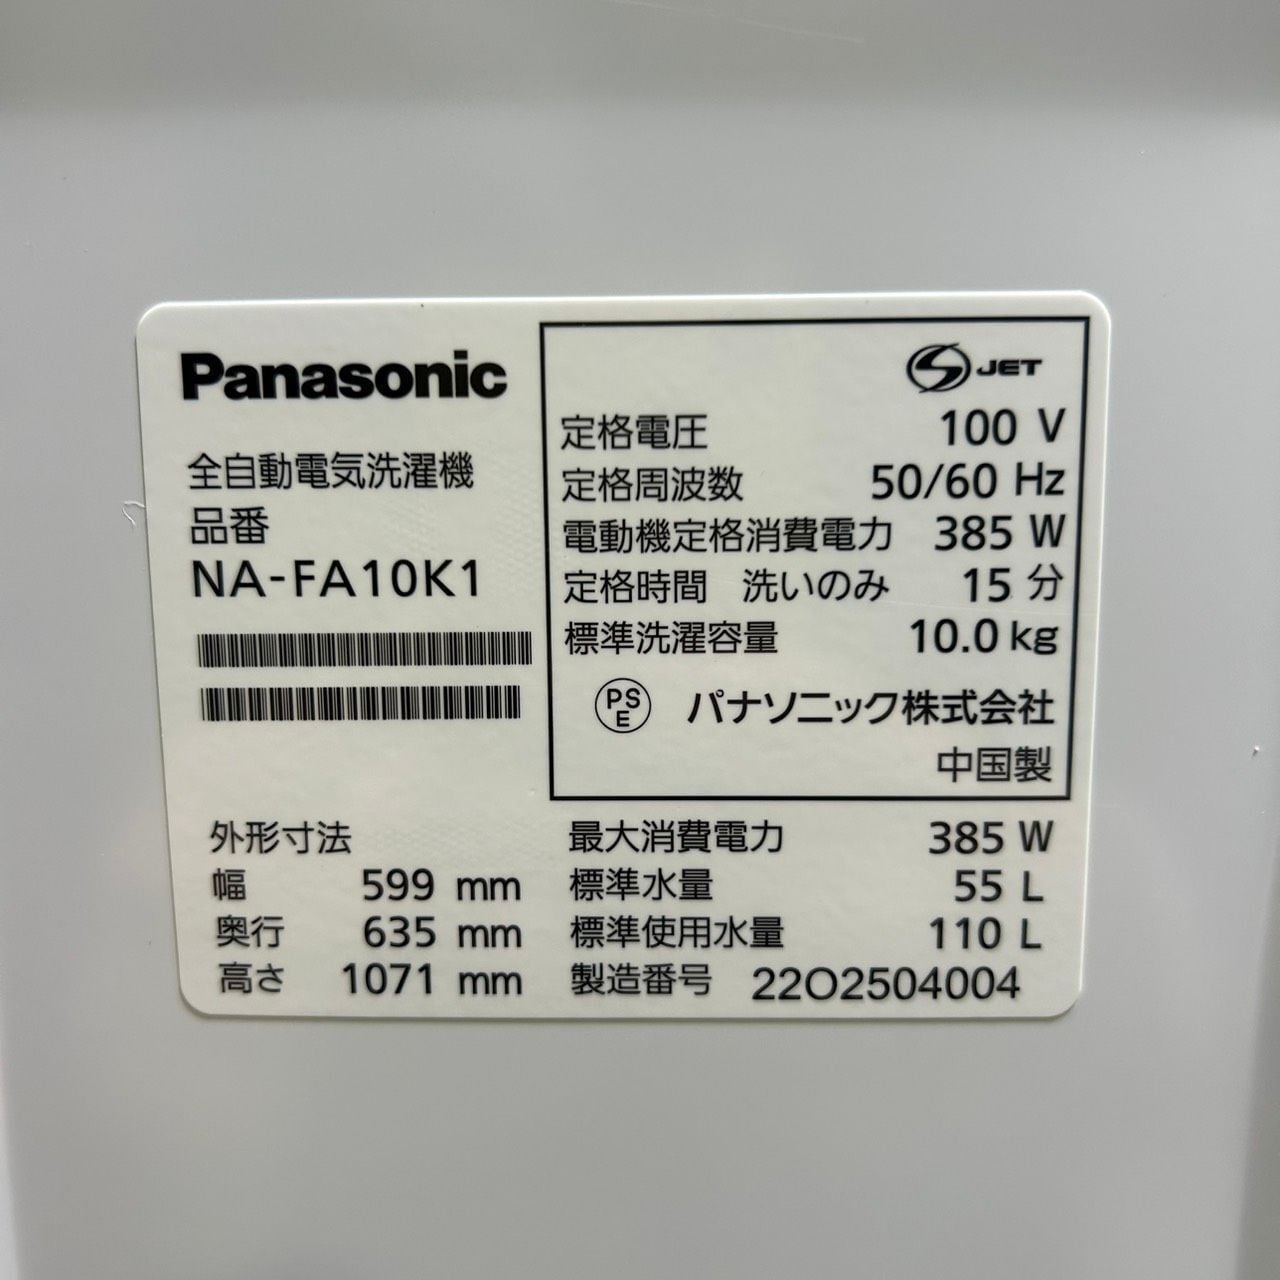 Panasonic
全自動電気洗濯機
品番
NA-FA10K1
JET
定格電圧 100 V
定格周波数 50/60 Hz
電動機定格消費電力 385 W
定格時間 洗いのみ 15 分
標準洗濯容量 10.0 kg
PS
E
パナソニック株式会社
中国製
外形寸法
幅 599 mm
奥行 635 mm
高さ 1071 mm
最大消費電力 385 W
標準水量 55 L
標準使用水量 110 L
製造番号 22O2504004